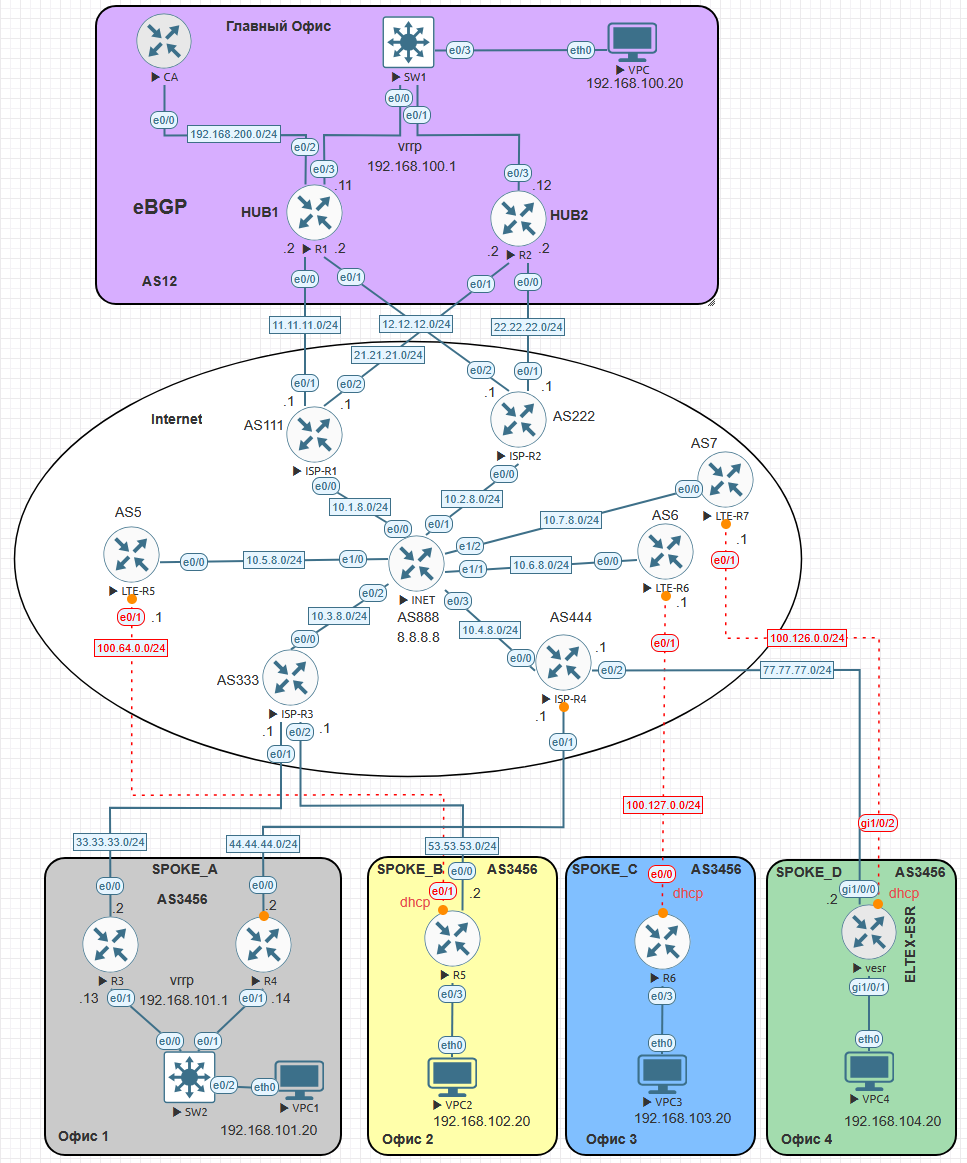 Главный Офис
CA
SW1
e0/3
eth0
VPC
192.168.100.20
e0/0
e0/0
e0/1
192.168.200.0/24
e0/2
vrrp
192.168.100.1
e0/3
e0/3
.11
.12
eBGP
HUB1
HUB2
.2
R1
.2
.2
R2
.2
AS12
e0/0
e0/1
e0/1
e0/0
11.11.11.0/24
12.12.12.0/24
22.22.22.0/24
21.21.21.0/24
e0/1
e0/2
e0/2
e0/1
.1
.1
.1
.1
Internet
AS111
AS222
ISP-R1
ISP-R2
AS7
e0/0
e0/0
e0/0
10.1.8.0/24
10.2.8.0/24
AS5
AS6
LTE-R7
e0/0
e0/1
10.7.8.0/24
.1
e1/2
e0/0
10.5.8.0/24
e1/0
e1/1
10.6.8.0/24
e0/0
e0/1
LTE-R5
LTE-R6
e0/2
INET
e0/3
.1
e0/1
.1
10.3.8.0/24
AS888
8.8.8.8
10.4.8.0/24
AS444
100.64.0.0/24
e0/0
.1
e0/1
100.126.0.0/24
e0/0
e0/2
77.77.77.0/24
AS333
ISP-R3
ISP-R4
.1
e0/2
.1
.1
e0/1
e0/1
100.127.0.0/24
gi1/0/2
33.33.33.0/24
44.44.44.0/24
53.53.53.0/24
SPOKE_A
AS3456
e0/0
e0/0
.2
.2
R3
R4
vrrp
.13
e0/1
192.168.101.1
e0/1
.14
e0/0
e0/1
e0/2
eth0
SW2
VPC1
192.168.101.20
Офис 1
SPOKE_B
AS3456
e0/0
e0/1
.2
dhcp
R5
e0/3
eth0
VPC2
192.168.102.20
Офис 2
SPOKE_C
AS3456
e0/0
dhcp
R6
e0/3
eth0
VPC3
192.168.103.20
Офис 3
SPOKE_D
AS3456
gi1/0/0
.2
dhcp
ELTEX-ESR
vesr
gi1/0/1
eth0
VPC4
192.168.104.20
Офис 4